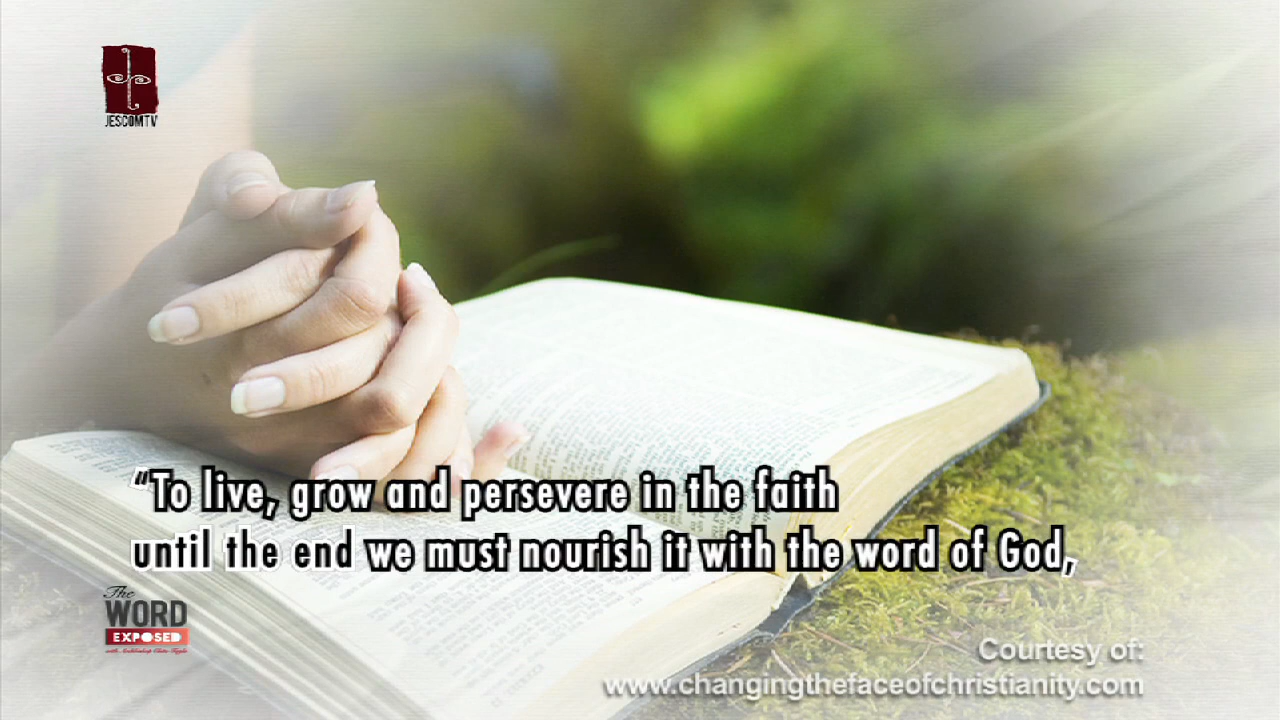 JESCOMTV
“To live, grow and persevere in the faith
until the end we must nourish it with the word of God,
The
WORD
EXPOSED
Courtesy of:
www.changingthefaceofchristianity.com